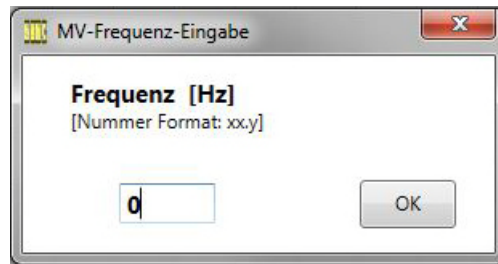 MV-Frequenz-Eingabe
Frequenz [Hz]
[Nummer Format: xx.y]
0
OK